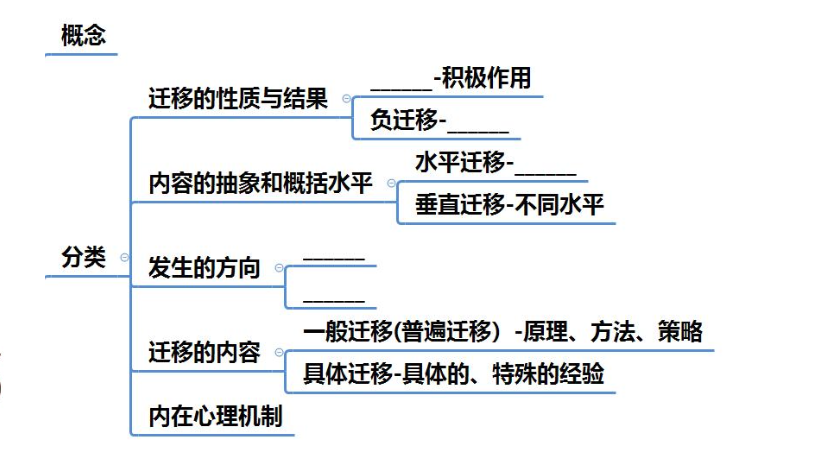 概念
迁移的性质与结果
______-积极作用
负迁移-______
内容的抽象和概括水平
水平迁移-______
垂直迁移-不同水平
分类
发生的方向
______
______
迁移的内容
一般迁移(普遍迁移）-原理、方法、策略
具体迁移-具体的、特殊的经验
内在心理机制